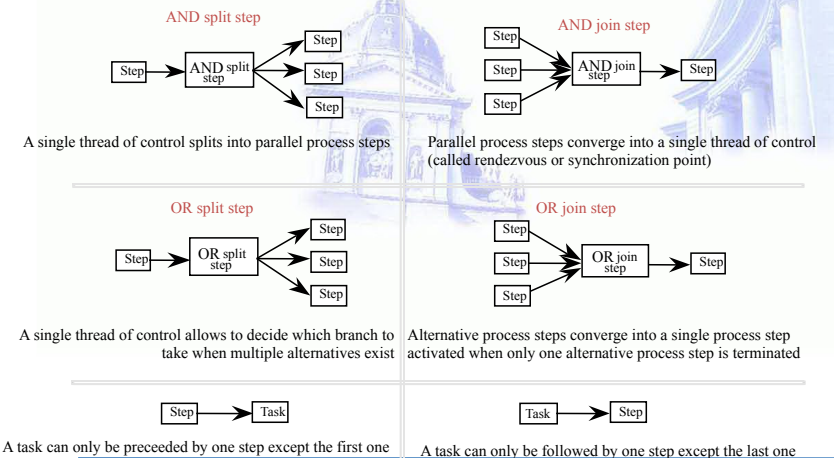 AND split step
Step
AND split
step
Step
Step
Step
A single thread of control splits into parallel process steps
AND join step
Step
Step
Step
AND join
step
Step
Parallel process steps converge into a single thread of control
(called rendezvous or synchronization point)
OR split step
Step
OR split
step
Step
Step
Step
A single thread of control allows to decide which branch to
take when multiple alternatives exist
OR join step
Step
Step
Step
OR join
step
Step
Alternative process steps converge into a single process step
activated when only one alternative process step is terminated
Step
Task
A task can only be preceeded by one step except the first one
Task
Step
A task can only be followed by one step except the last one